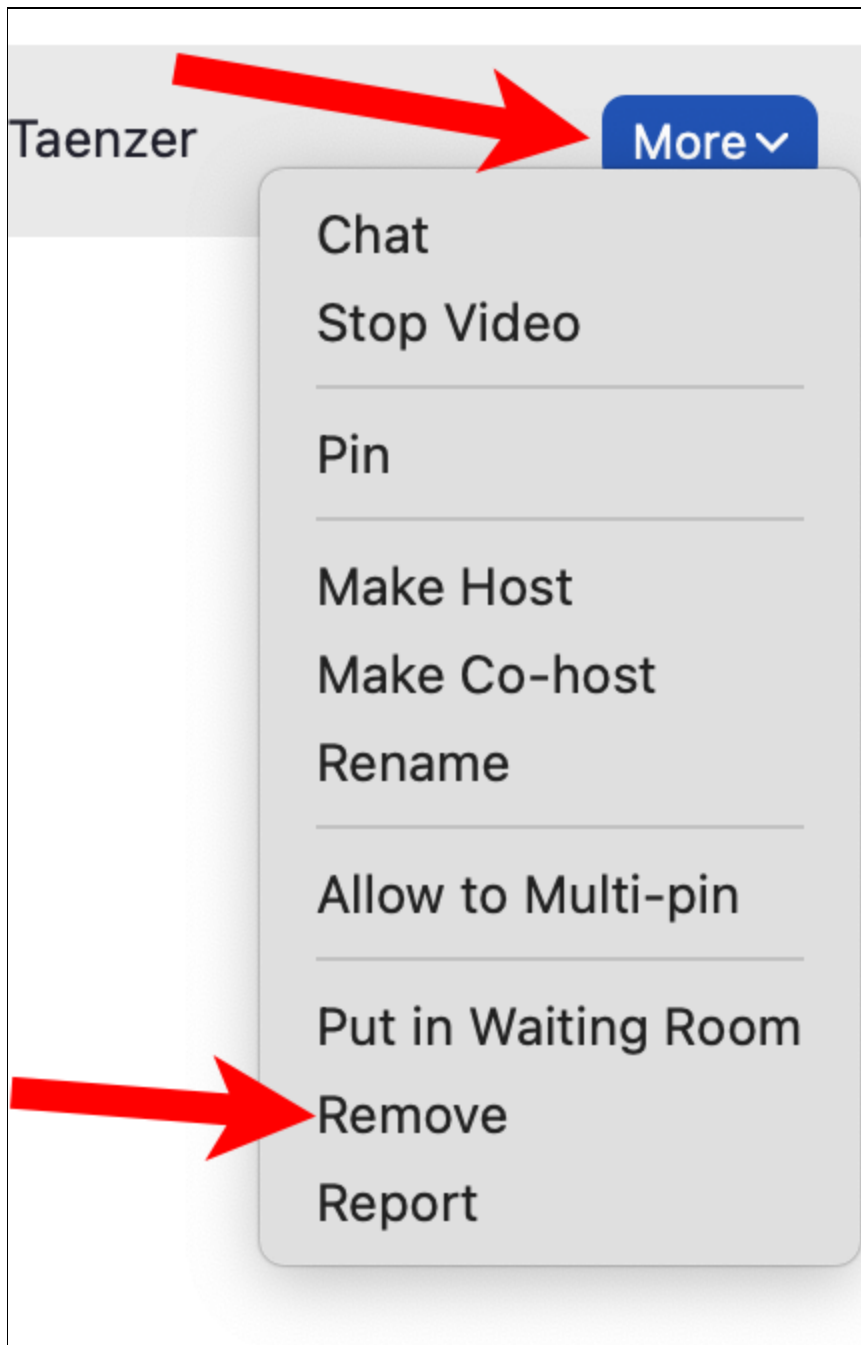 Taenzer
More
Chat
Stop Video
Pin
Make Host
Make Co-host
Rename
Allow to Multi-pin
Put in Waiting Room
Remove
Report